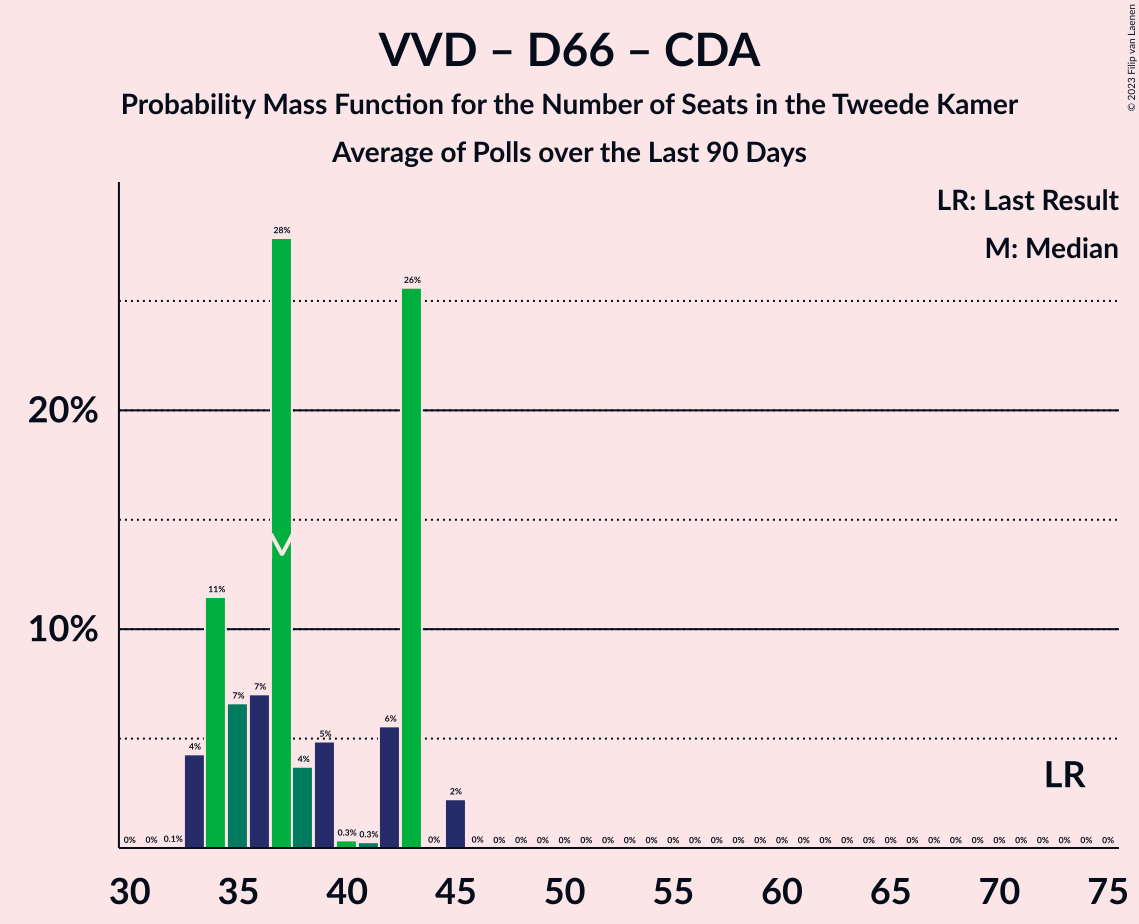 VVD – D66 – CDA
Probability Mass Function for the Number of Seats in the Tweede Kamer
Average of Polls over the Last 90 Days
© 2023 Filip van Laenen
LR: Last Result
M: Median
28%
26%
20%
11%
10%
7%
7%
6%
5%
4%
4%
LR
2%
0% 0% 0.1% 0.3% 0.3% 0% 0% 0% 0% 0% 0% 0% 0% 0% 0% 0% 0% 0% 0% 0% 0% 0% 0% 0% 0% 0% 0% 0% 0% 0% 0% 0% 0% 0% 0% 0%
30 35 40 45 50 55 60 65 70 75